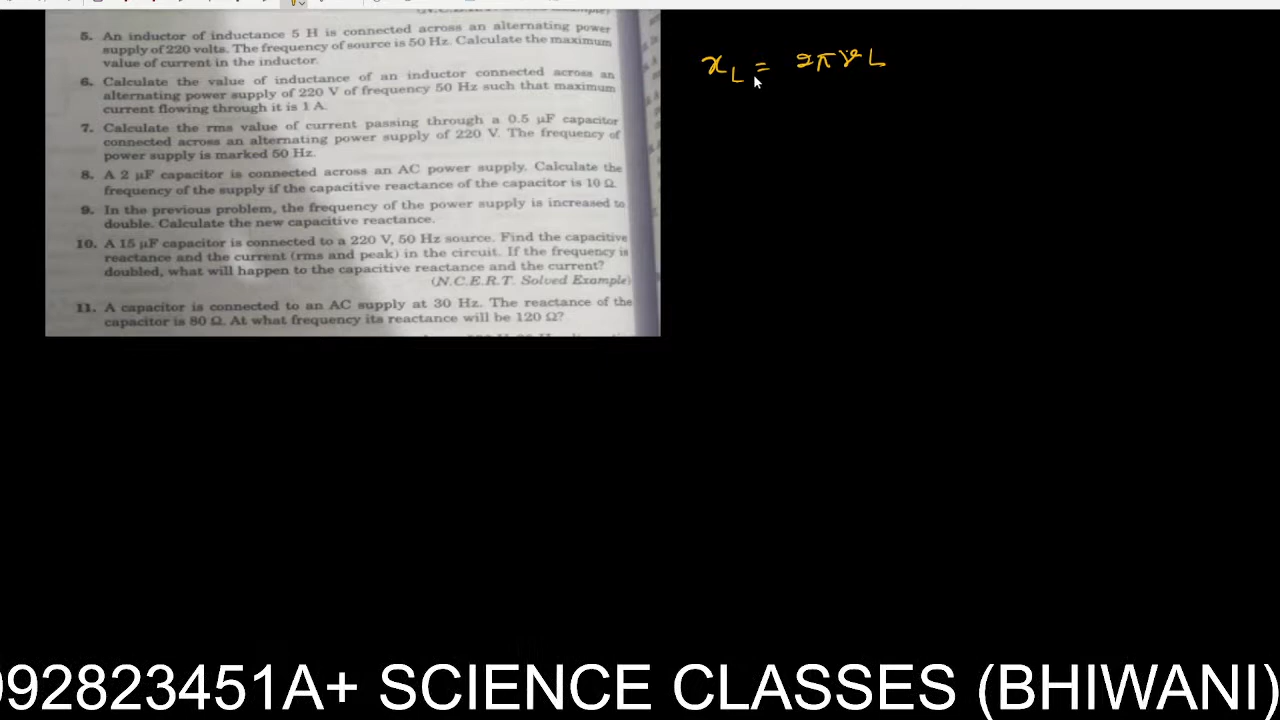 5. An inductor of inductance 5 H is connected across an alternating power
supply of 220 volts. The frequency of source is 50 Hz. Calculate the maximum
value of current in the inductor.
6. Calculate the value of inductance of an inductor connected across an
alternating power supply of 220 V of frequency 50 Hz such that maximum
current flowing through it is 1 A.
7. Calculate the rms value of current passing through a 0.5 μF capacitor
connected across an alternating power supply of 220 V. The frequency of
power supply is marked 50 Hz.
8. A 2 μF capacitor is connected across an AC power supply. Calculate the
frequency of the supply if the capacitive reactance of the capacitor is 10 Ω.
9. In the previous problem, the frequency of the power supply is increased to
double. Calculate the new capacitive reactance.
10. A 15 μF capacitor is connected to a 220 V, 50 Hz source. Find the capacitive
reactance and the current (rms and peak) in the circuit. If the frequency is
doubled, what will happen to the capacitive reactance and the current?
(N.C.E.R.T. Solved Example)
11. A capacitor is connected to an AC supply at 30 Hz. The reactance of the
capacitor is 80 Ω. At what frequency its reactance will be 120 Ω?
x_L = 2πνL
092823451A+ SCIENCE CLASSES (BHIWANI)